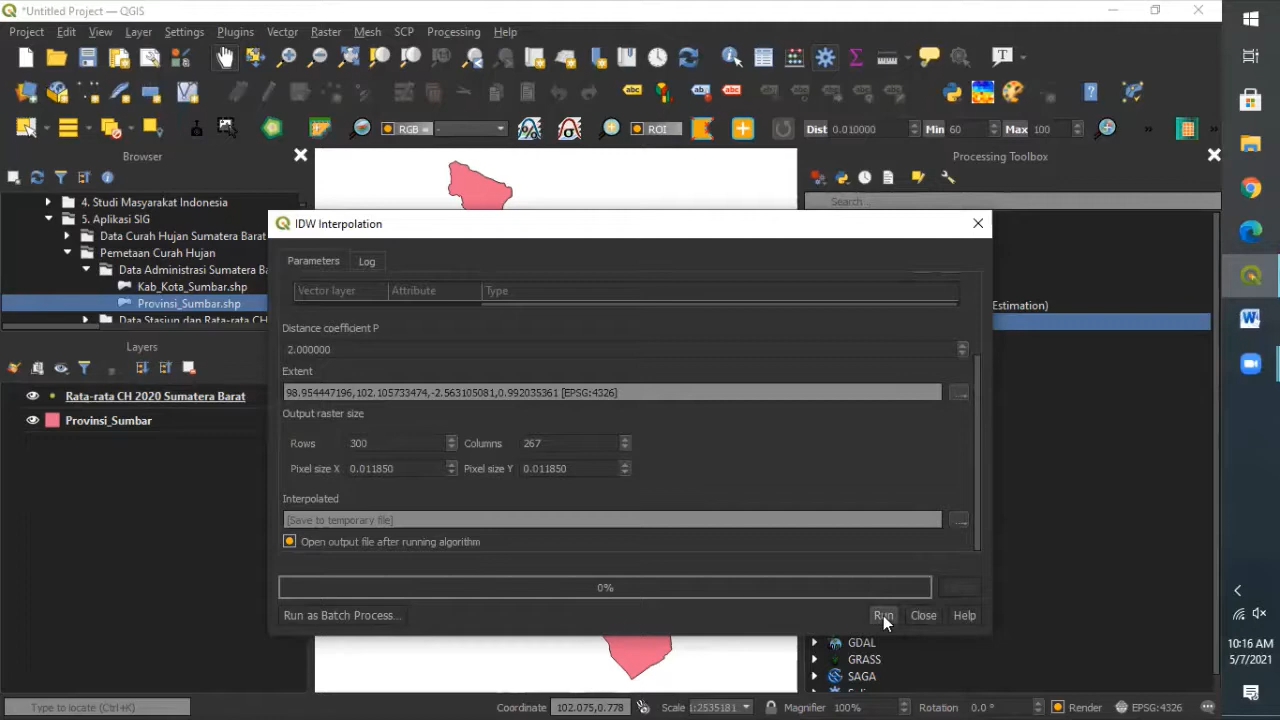 *Untitled Project — QGIS
Project Edit View Layer Settings Plugins Vector Raster Mesh SCP Processing Help
RGB = - ROI Dist 0.010000 Min 60 Max 100 »
Browser
4. Studi Masyarakat Indonesia
5. Aplikasi SIG
Data Curah Hujan Sumatera Barat
Pemetaan Curah Hujan
Data Administrasi Sumatera Ba
Kab_Kota_Sumbar.shp
Provinsi_Sumbar.shp
Data Stasiun dan Rata-rata CH
Layers
Rata-rata CH 2020 Sumatera Barat
Provinsi_Sumbar
Processing Toolbox
Search...
Estimation)
GDAL
GRASS
SAGA
IDW Interpolation
Parameters Log
Vector layer Attribute Type
Distance coefficient P
2.000000
Extent
98.954447196,102.105733474,-2.563105081,0.992035361 [EPSG:4326]
Output raster size
Rows 300 Columns 267
Pixel size X 0.011850 Pixel size Y 0.011850
Interpolated
[Save to temporary file]
Open output file after running algorithm
0%
Run as Batch Process... Run Close Help
Type to locate (Ctrl+K) Coordinate 102.075,0.778 Scale 1:2535181 Magnifier 100% Rotation 0.0 ° Render EPSG:4326
10:16 AM
5/7/2021